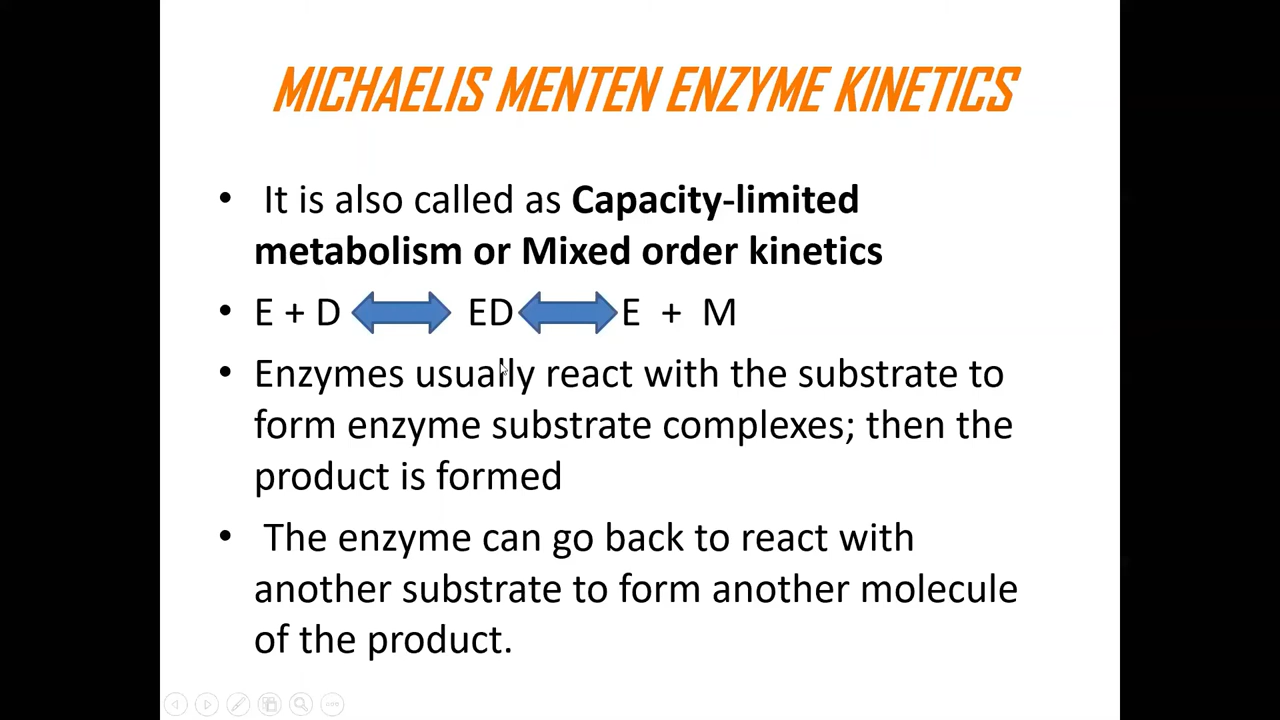 MICHAELIS MENTEN ENZYME KINETICS
• It is also called as Capacity-limited
metabolism or Mixed order kinetics
• E + D ED E + M
• Enzymes usually react with the substrate to
form enzyme substrate complexes; then the
product is formed
• The enzyme can go back to react with
another substrate to form another molecule
of the product.